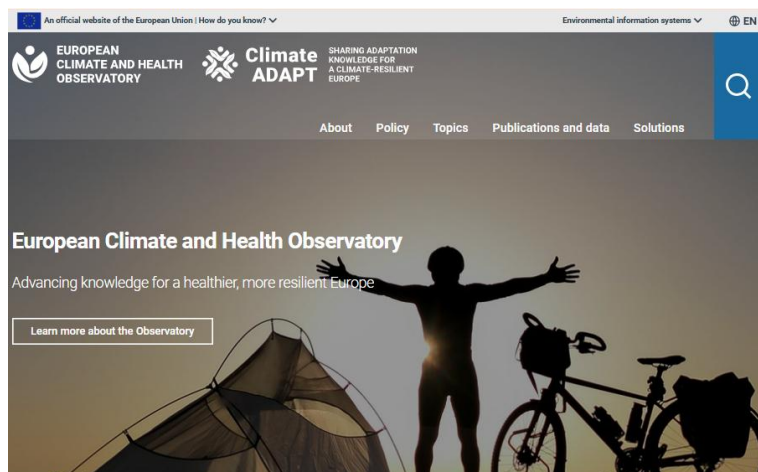 An official website of the European Union | How do you know?
Environmental information systems
EN
EUROPEAN
CLIMATE AND HEALTH
OBSERVATORY
Climate
ADAPT
SHARING ADAPTATION
KNOWLEDGE FOR
A CLIMATE-RESILIENT
EUROPE
About Policy Topics Publications and data Solutions
European Climate and Health Observatory
Advancing knowledge for a healthier, more resilient Europe
Learn more about the Observatory